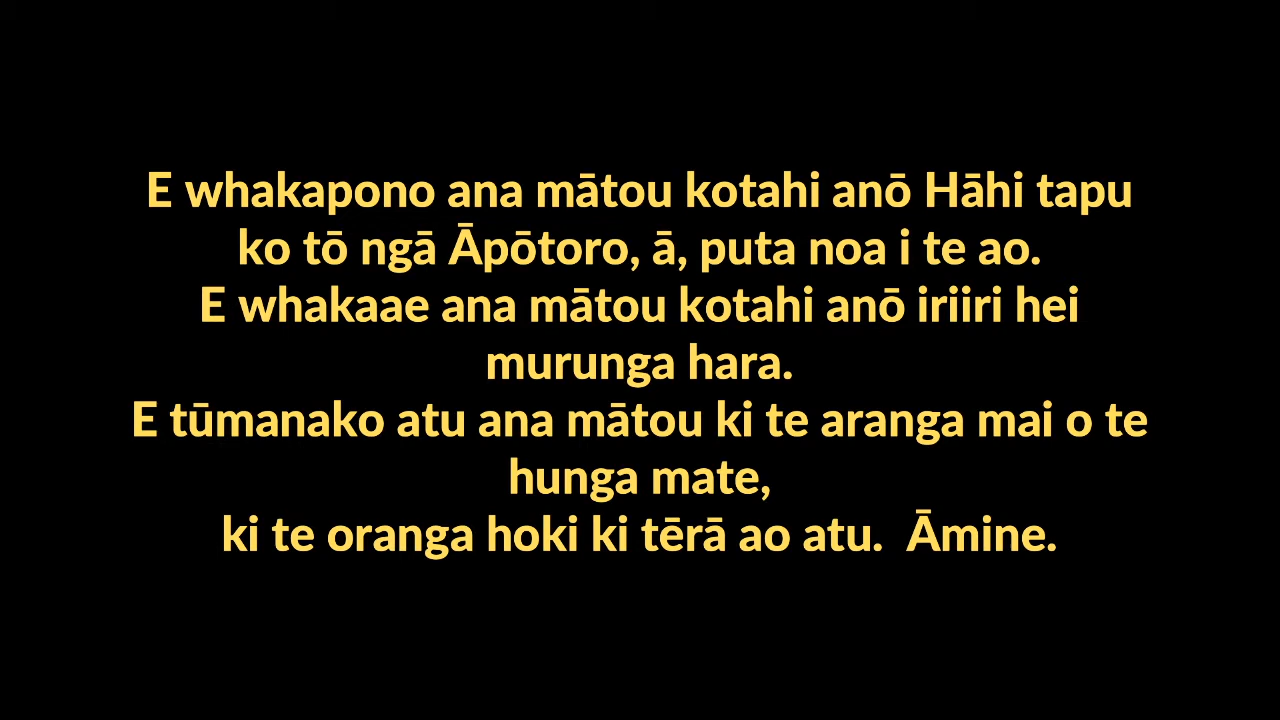 E whakapono ana mātou kotahi anō Hāhi tapu
ko tō ngā Āpōtoro, ā, puta noa i te ao.
E whakaae ana mātou kotahi anō iriiri hei
murunga hara.
E tūmanako atu ana mātou ki te aranga mai o te
hunga mate,
ki te oranga hoki ki tērā ao atu.  Āmine.